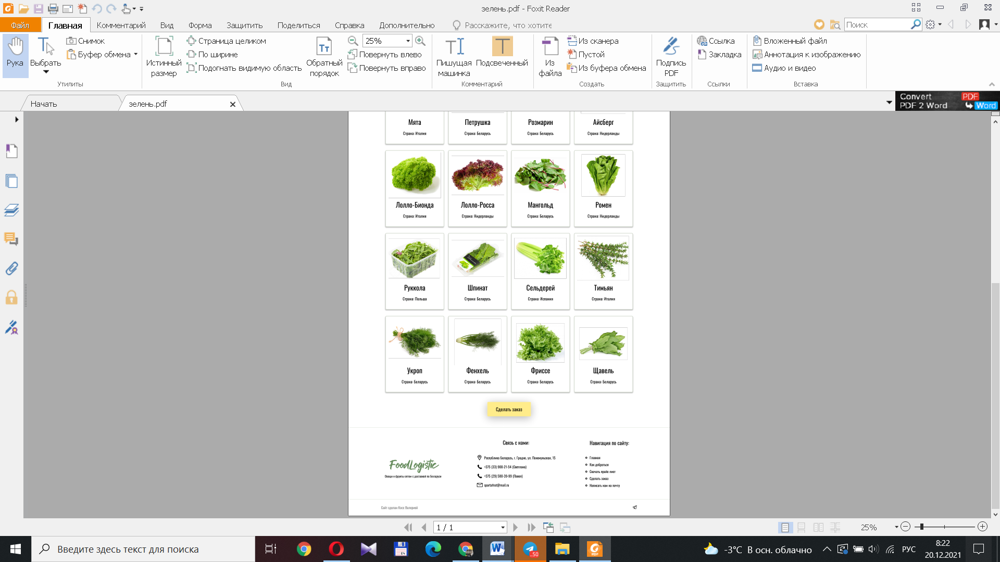 зелень.pdf - Foxit Reader
Файл Главная Комментарий Вид Форма Защитить Поделиться Справка Дополнительно Расскажите, что хотите Поиск
Рука
Выбрать
Снимок
Буфер обмена
Утилиты
Истинный размер
Страница целиком
По ширине
Подогнать видимую область
Обратный порядок
25%
Повернуть влево
Повернуть вправо
Вид
Пишущая машинка
Подсвеченный
Комментарий
Из файла
Из сканера
Пустой
Из буфера обмена
Создать
Подпись PDF
Защитить
Ссылка
Закладка
Ссылки
Вложенный файл
Аннотация к изображению
Аудио и видео
Вставка
Начать зелень.pdf
Convert PDF
PDF 2 Word Word
Мята Петрушка Розмарин Айсберг
Страна: Италия Страна: Беларусь Страна: Беларусь Страна: Нидерланды
Лолло-Бионда Лолло-Росса Мангольд Ромен
Страна: Италия Страна: Нидерланды Страна: Беларусь Страна: Нидерланды
Руккола Шпинат Сельдерей Тимьян
Страна: Польша Страна: Беларусь Страна: Испания Страна: Италия
Укроп Фенхель Фриссе Щавель
Страна: Беларусь Страна: Беларусь Страна: Беларусь Страна: Беларусь
Сделать заказ
FoodLogistic
Овощи и фрукты оптом с доставкой по Беларуси
Связь с нами:
Республика Беларусь, г. Гродно, ул. Понемуньская, 15
+375 (33) 900-21-54 (Светлана)
+375 (29) 580-39-99 (Павел)
spartafrut@mail.ru
Навигация по сайту:
Главная
Как добраться
Скачать прайс-лист
Сделать заказ
Написать нам на почту
Сайт сделан Косс Валерией
1 / 1
25%
Введите здесь текст для поиска
64
..50
PDF
-3°C В осн. облачно
РУС
8:22
20.12.2021